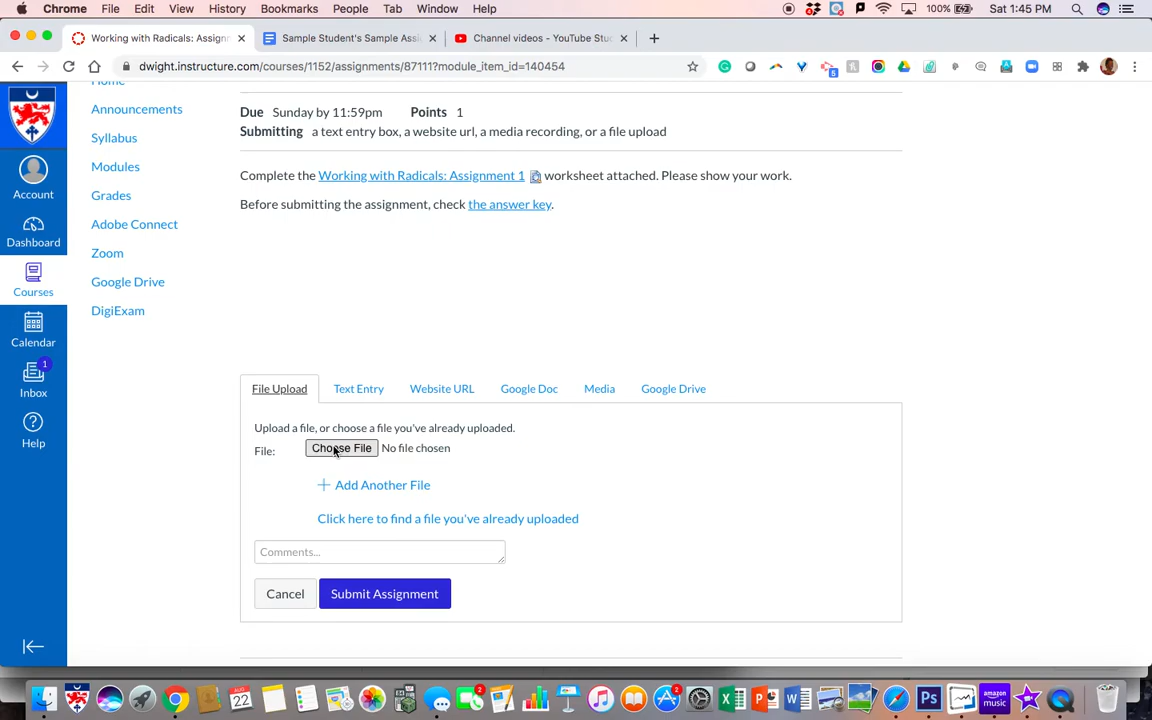 Chrome File Edit View History Bookmarks People Tab Window Help 100% Sat 1:45 PM
Working with Radicals: Assignm Sample Student's Sample Assi Channel videos - YouTube Stud
dwight.instructure.com/courses/1152/assignments/87111?module_item_id=140454
Home
Announcements
Syllabus
Modules
Grades
Adobe Connect
Zoom
Google Drive
DigiExam
Account
Dashboard
Courses
Calendar
1
Inbox
Help
Due Sunday by 11:59pm Points 1
Submitting a text entry box, a website url, a media recording, or a file upload
Complete the Working with Radicals: Assignment 1 worksheet attached. Please show your work.
Before submitting the assignment, check the answer key.
File Upload Text Entry Website URL Google Doc Media Google Drive
Upload a file, or choose a file you've already uploaded.
File: Choose File No file chosen
Add Another File
Click here to find a file you've already uploaded
Comments...
Cancel Submit Assignment